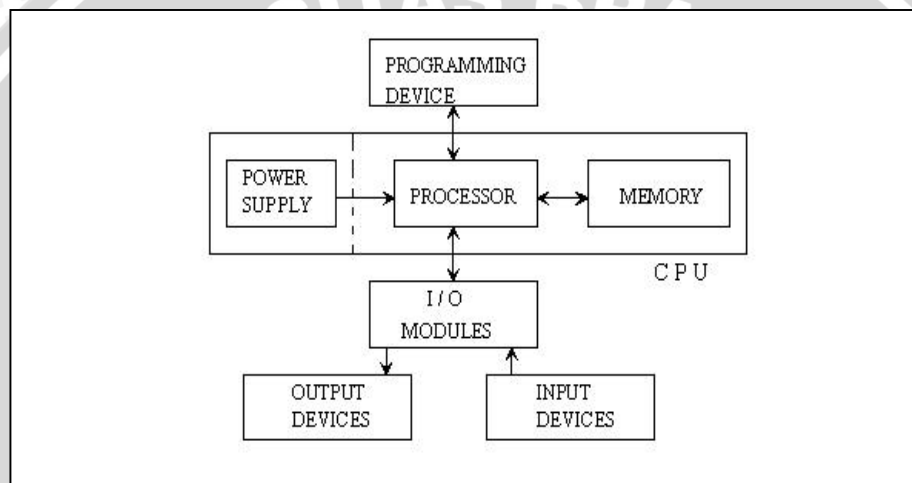 PROGRAMMING
DEVICE
POWER
SUPPLY
PROCESSOR
MEMORY
C P U
I / O
MODULES
OUTPUT
DEVICES
INPUT
DEVICES